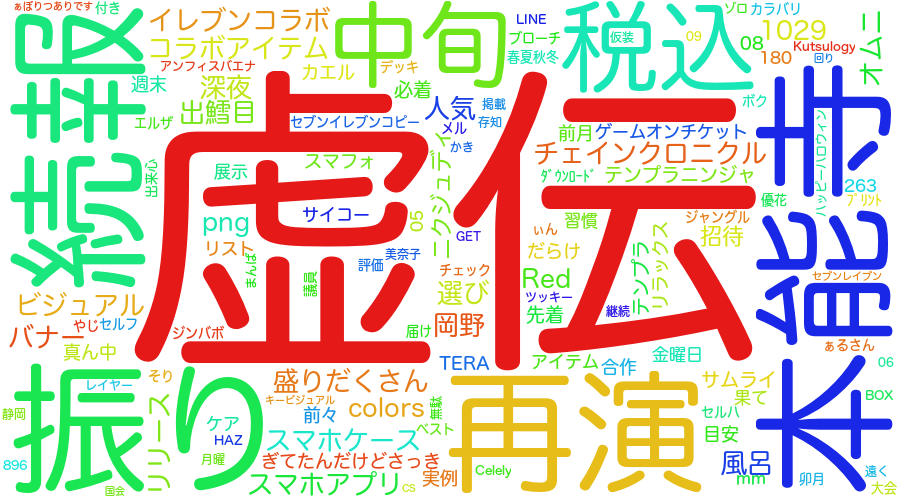 ぁぽりつありです
付き
イレブンコラボ
コラボアイテム
アンフィスバエナ
カエル
デッキ
中旬
LINE
ブローチ
春夏秋冬
税込
仮装
ゾロ
カラバリ
09
1029
08
Kutsulogy
180
回り
オムニ
続報
週末
深夜
必着
人気
掲載
存知
メル
かき
ボク
エルザ
出鱈目
セブンイレブンコピー
前月
ゲームオンチケット
チェインクロニクル
ﾀﾞｳﾝﾛｰﾄﾞ
テンプラニンジャ
ハッピーハロウィン
本能寺
出来心
展示
スマフォ
ニクジュディ
虚伝
263
ﾌﾟﾘﾝﾄ
優花
png
サイコー
05
GET
ぃん
習慣
ジャングル
招待
リスト
まんぱ
議員
評価
美奈子
チェック
だらけ
テンプラ
リラックス
セブンレイブン
Red
ツッキー
選び
先着
継続
ビジュアル
バナー
やじ
セルフ
ジンバボ
届け
岡野
真ん中
TERA
アイテム
合作
金曜日
ぁるさん
06
振り
レイヤー
そり
盛りだくさん
再演
サムライ
果て
BOX
キービジュアル
無駄
静岡
リリース
ケア
前々
colors
セルハ
HAZ
スマホケース
ベスト
目安
月曜
ぎてたんだけどさっき
風呂
896
スマホアプリ
実例
Celely
mm
卯月
遠く
国会
cs
大会